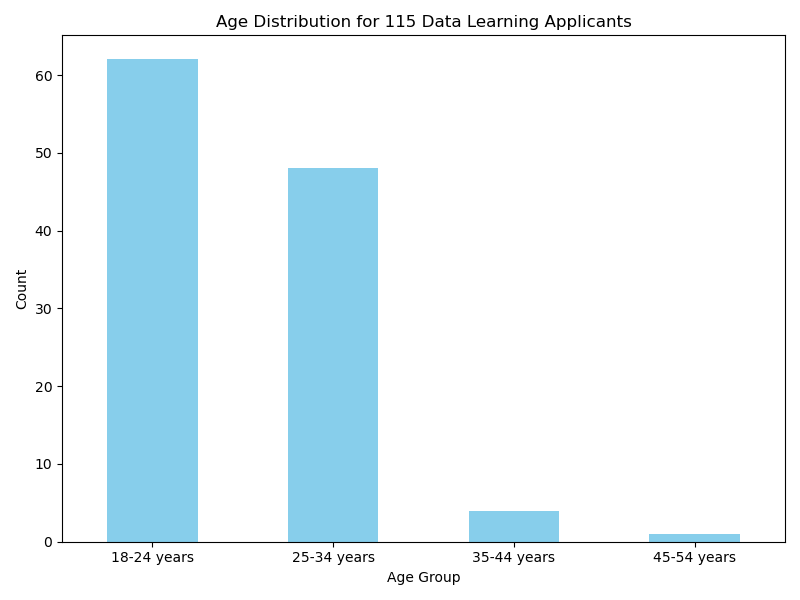 Age Distribution for 115 Data Learning Applicants
Count
60
50
40
30
20
10
0
18-24 years 25-34 years 35-44 years 45-54 years
Age Group